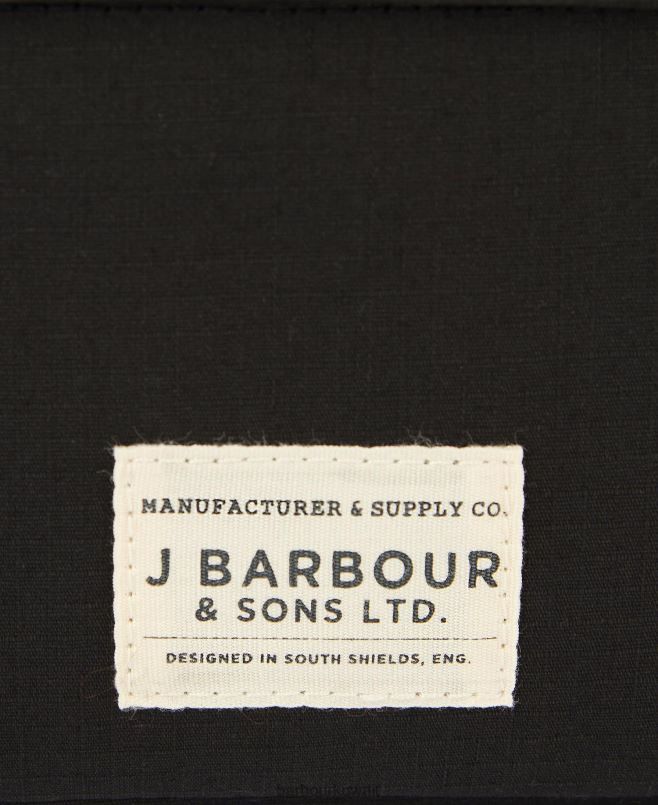 MANUFACTURER & SUPPLY CO.
J BARBOUR
& SONS LTD.
DESIGNED IN SOUTH SHIELDS, ENG.